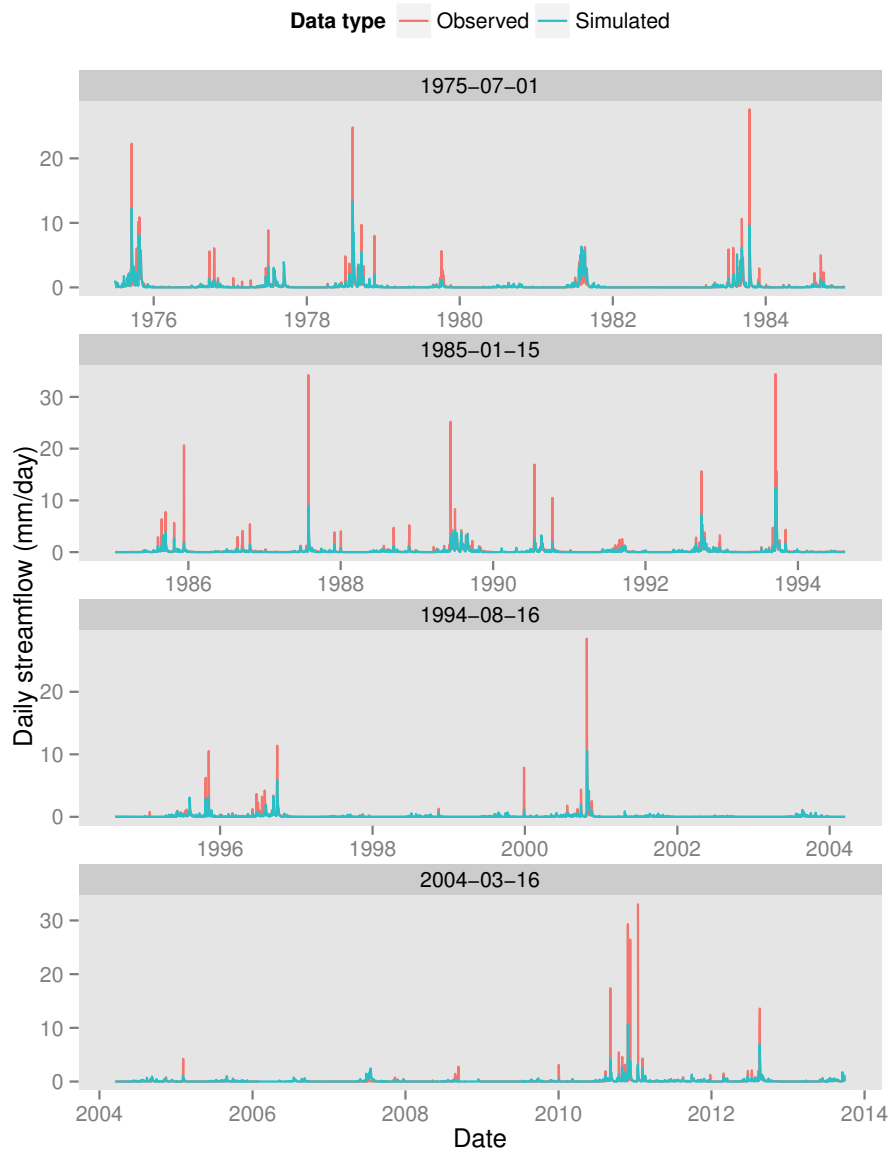 Data type Observed Simulated
1975−07−01
20
10
0
1976 1978 1980 1982 1984
1985−01−15
30
20
10
0
1986 1988 1990 1992 1994
1994−08−16
20
10
0
1996 1998 2000 2002 2004
2004−03−16
30
20
10
0
2004 2006 2008 2010 2012 2014
Daily streamflow (mm/day)
Date